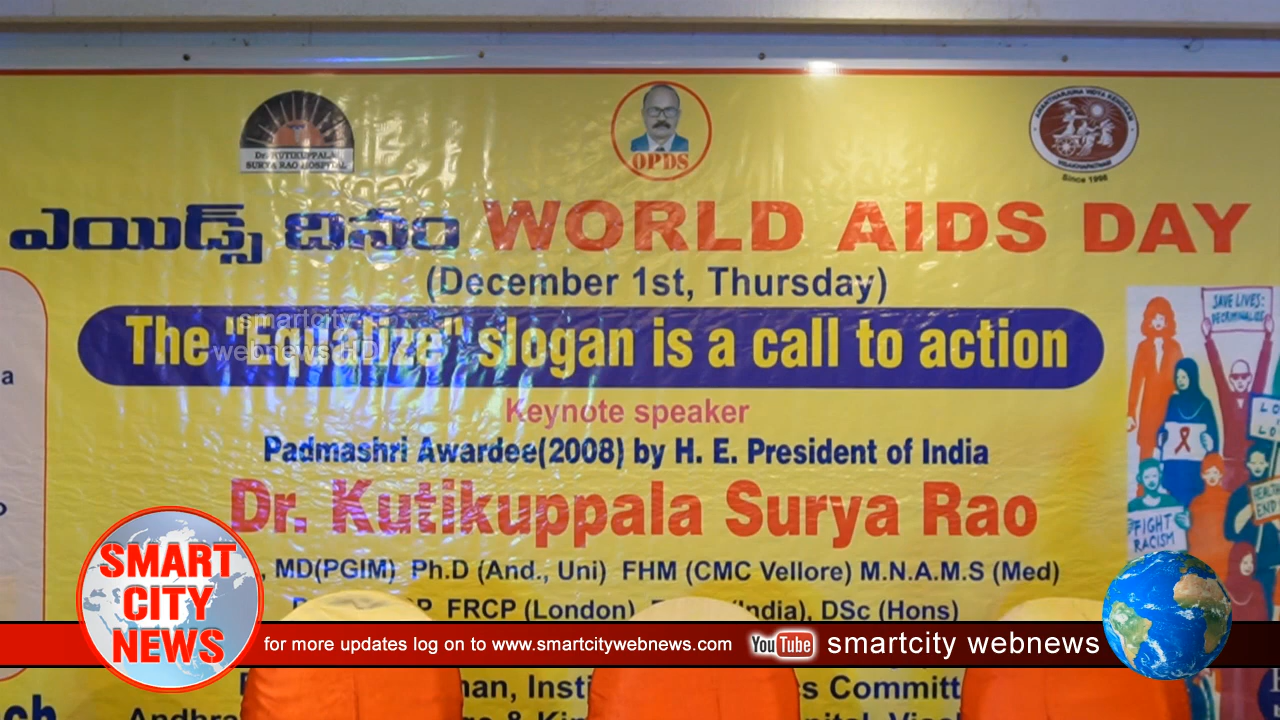 Dr. KUTIKUPPALA
SURYA RAO HOSPITAL
OPDS
VISAKHAPATNAM
Since 1998
ఎయిడ్స్ దినం WORLD AIDS DAY
(December 1st, Thursday)
The "Equalize" slogan is a call to action
smartcity
webnews HD
Keynote speaker
Padmashri Awardee(2008) by H. E. President of India
Dr. Kutikuppala Surya Rao
MD(PGIM) Ph.D (And., Uni) FHM (CMC Vellore) M.N.A.M.S (Med)
FRCP (London), DSc (Hons)
SAVE LIVES:
DECRIMINALIZE
FIGHT
RACISM
a
SMART
CITY
NEWS
for more updates log on to www.smartcitywebnews.com YouTube smartcity webnews